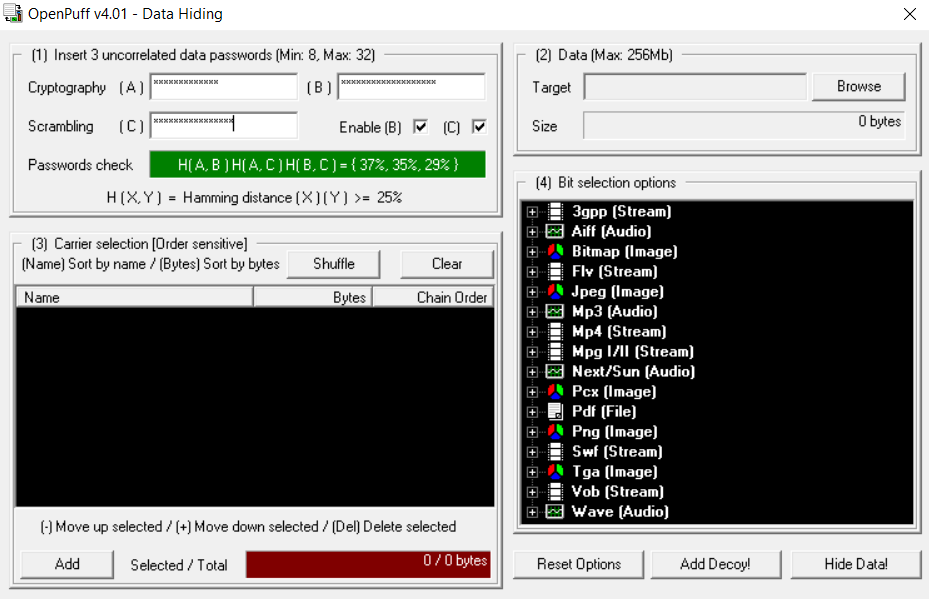 OpenPuff v4.01 - Data Hiding
(1) Insert 3 uncorrelated data passwords (Min: 8, Max: 32)
Cryptography (A) ************* (B) *******************
Scrambling (C) **************** Enable (B) (C)
Passwords check H( A, B ) H( A, C ) H( B, C ) = { 37%, 35%, 29% }
H ( X, Y ) = Hamming distance ( X ) ( Y ) >= 25%
(2) Data (Max: 256Mb)
Target Browse
Size 0 bytes
(3) Carrier selection [Order sensitive]
(Name) Sort by name / (Bytes) Sort by bytes Shuffle Clear
Name Bytes Chain Order
(-) Move up selected / (+) Move down selected / (Del) Delete selected
Add Selected / Total 0 / 0 bytes
(4) Bit selection options
3gpp (Stream)
Aiff (Audio)
Bitmap (Image)
Flv (Stream)
Jpeg (Image)
Mp3 (Audio)
Mp4 (Stream)
Mpg I/II (Stream)
Next/Sun (Audio)
Pcx (Image)
Pdf (File)
Png (Image)
Swf (Stream)
Tga (Image)
Vob (Stream)
Wave (Audio)
Reset Options Add Decoy! Hide Data!